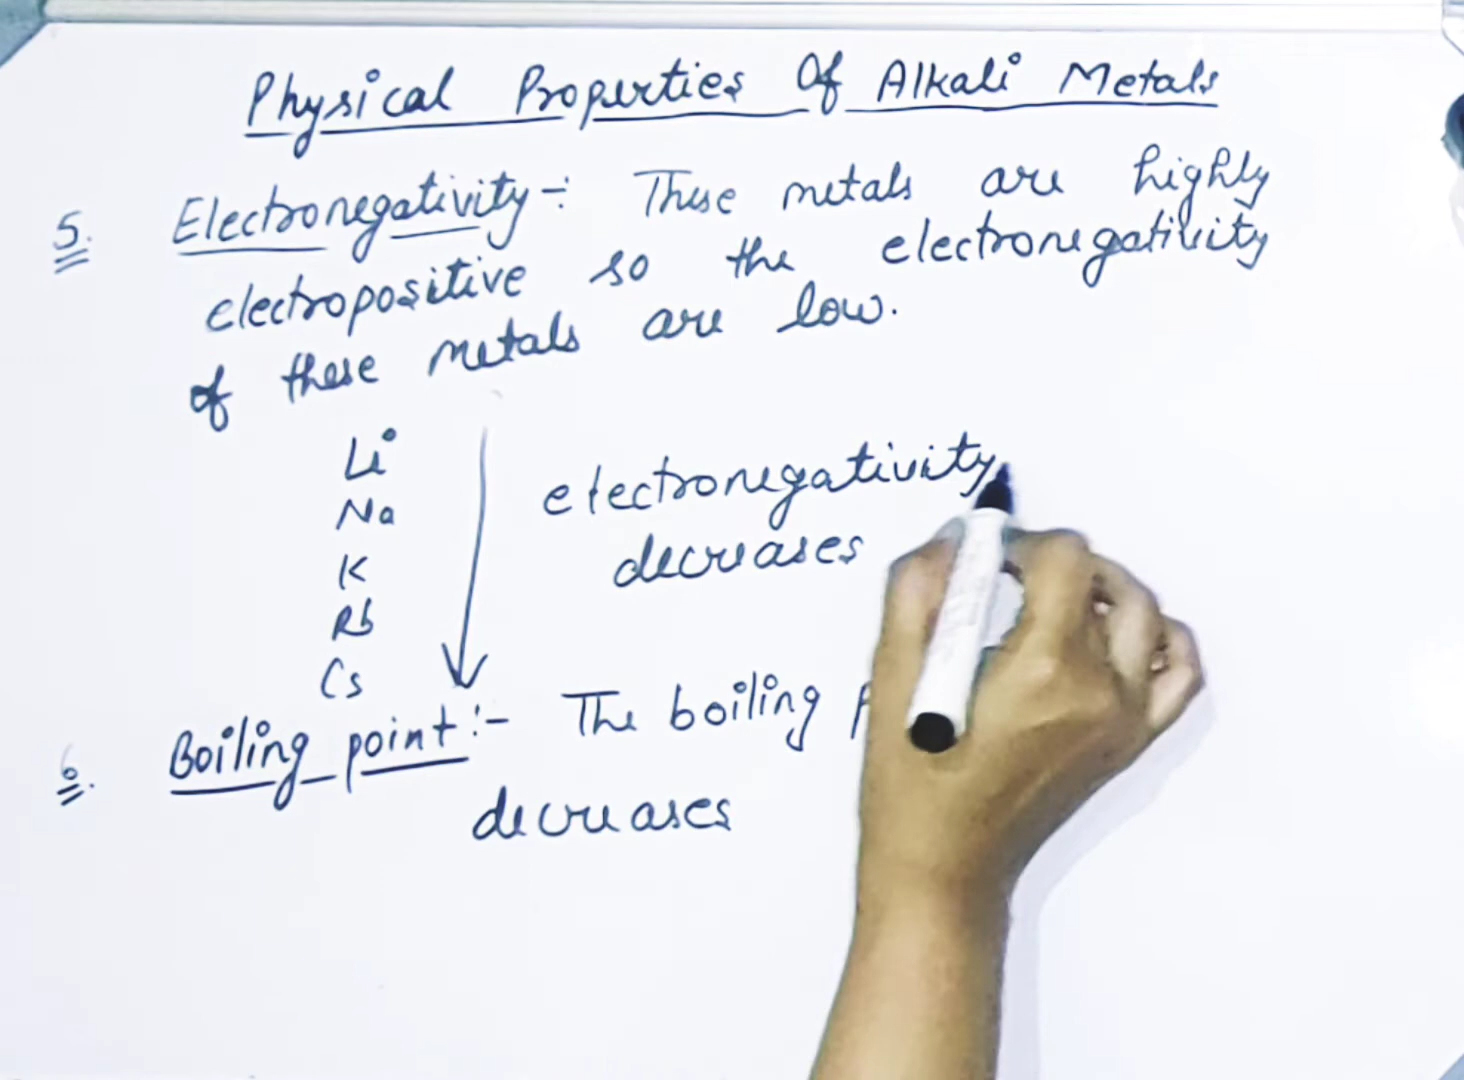 Physical Properties Of Alkali Metals
5. Electronegativity :- These metals are highly
electropositive so the electronegativity
of these metals are low.
Li
Na
K
Rb
Cs
electronegativity
decreases
6. Boiling point :- The boiling
decreases